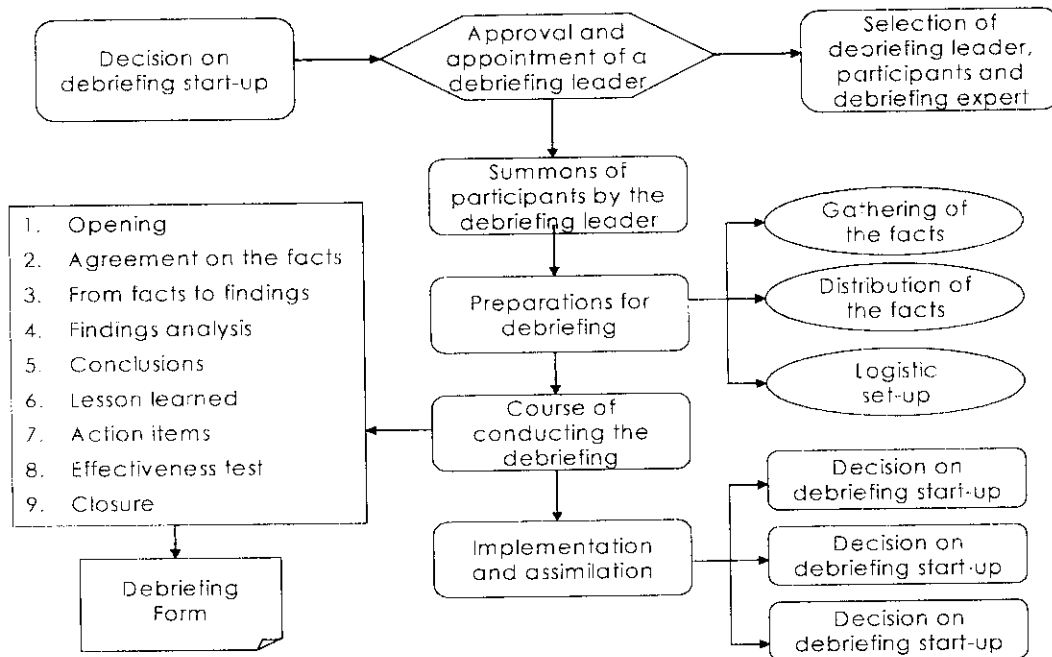 Decision on
debriefing start-up
Approval and
appointment of a
debriefing leader
Selection of
debriefing leader,
participants and
debriefing expert
Summons of
participants by the
debriefing leader
1. Opening
2. Agreement on the facts
3. From facts to findings
4. Findings analysis
5. Conclusions
6. Lesson learned
7. Action items
8. Effectiveness test
9. Closure
Preparations for
debriefing
Gathering of
the facts
Distribution of
the facts
Logistic
set-up
Course of
conducting the
debriefing
Implementation
and assimilation
Decision on
debriefing start-up
Decision on
debriefing start-up
Decision on
debriefing start-up
Debriefing
Form